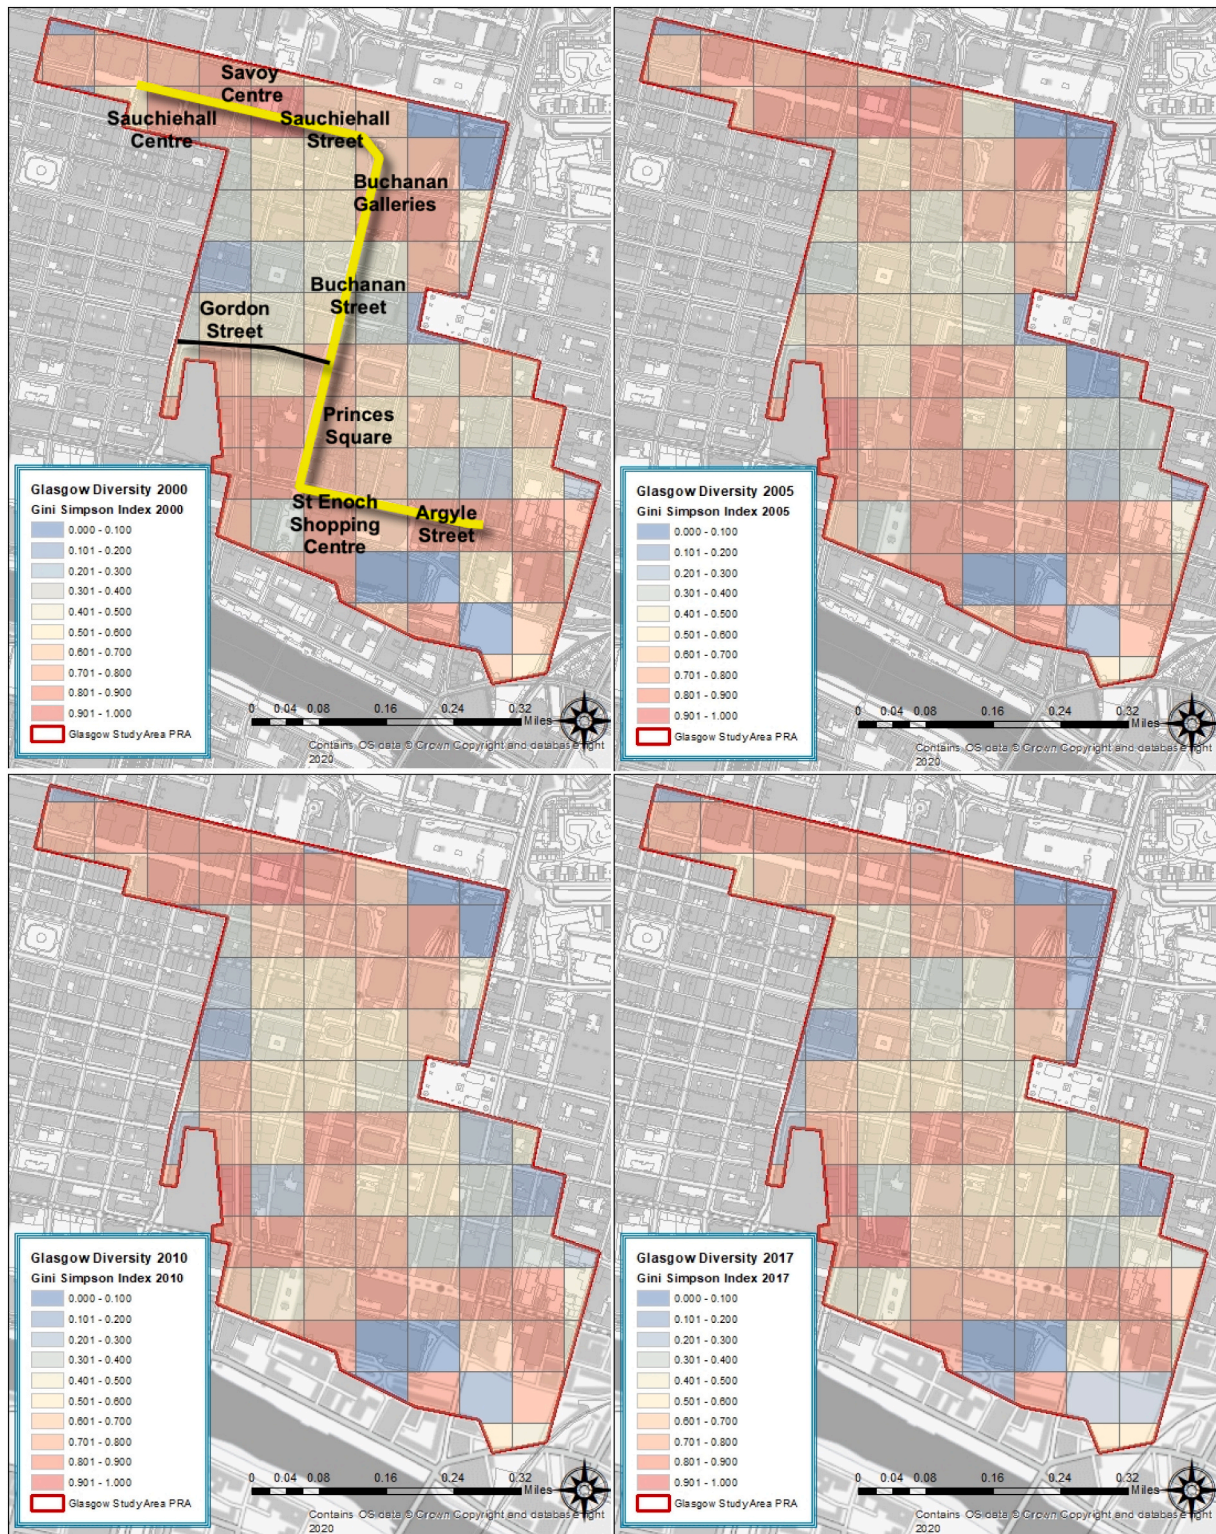 Savoy
Centre
Sauchiehall
Centre
Sauchiehall
Street
Buchanan
Galleries
Buchanan
Street
Gordon
Street
Princes
Square
St Enoch
Shopping
Centre
Argyle
Street
Glasgow Diversity 2000
Gini Simpson Index 2000
0.000 - 0.100
0.101 - 0.200
0.201 - 0.300
0.301 - 0.400
0.401 - 0.500
0.501 - 0.600
0.601 - 0.700
0.701 - 0.800
0.801 - 0.900
0.901 - 1.000
Glasgow Study Area PRA
0 0.04 0.08 0.16 0.24 0.32
Miles
Contains OS data © Crown Copyright and database right
2020
Glasgow Diversity 2005
Gini Simpson Index 2005
0.000 - 0.100
0.101 - 0.200
0.201 - 0.300
0.301 - 0.400
0.401 - 0.500
0.501 - 0.600
0.601 - 0.700
0.701 - 0.800
0.801 - 0.900
0.901 - 1.000
Glasgow Study Area PRA
0 0.04 0.08 0.16 0.24 0.32
Miles
Contains OS data © Crown Copyright and database right
2020
Glasgow Diversity 2010
Gini Simpson Index 2010
0.000 - 0.100
0.101 - 0.200
0.201 - 0.300
0.301 - 0.400
0.401 - 0.500
0.501 - 0.600
0.601 - 0.700
0.701 - 0.800
0.801 - 0.900
0.901 - 1.000
Glasgow Study Area PRA
0 0.04 0.08 0.16 0.24 0.32
Miles
Contains OS data © Crown Copyright and database right
2020
Glasgow Diversity 2017
Gini Simpson Index 2017
0.000 - 0.100
0.101 - 0.200
0.201 - 0.300
0.301 - 0.400
0.401 - 0.500
0.501 - 0.600
0.601 - 0.700
0.701 - 0.800
0.801 - 0.900
0.901 - 1.000
Glasgow Study Area PRA
0 0.04 0.08 0.16 0.24 0.32
Miles
Contains OS data © Crown Copyright and database right
2020